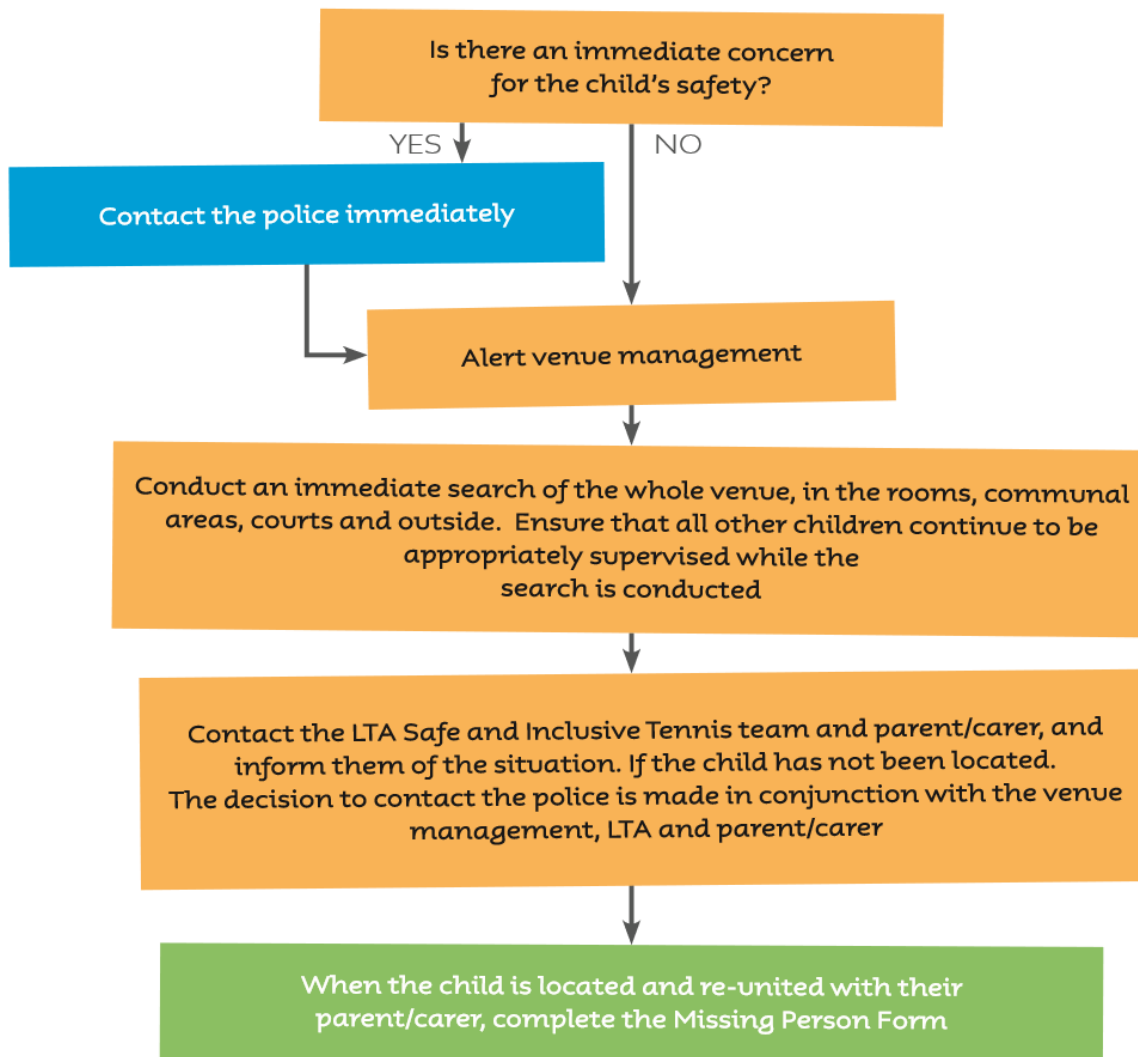 Is there an immediate concern
for the child's safety?
YES
NO
Contact the police immediately
Alert venue management
Conduct an immediate search of the whole venue, in the rooms, communal
areas, courts and outside. Ensure that all other children continue to be
appropriately supervised while the
search is conducted
Contact the LTA Safe and Inclusive Tennis team and parent/carer, and
inform them of the situation. If the child has not been located.
The decision to contact the police is made in conjunction with the venue
management, LTA and parent/carer
When the child is located and re-united with their
parent/carer, complete the Missing Person Form